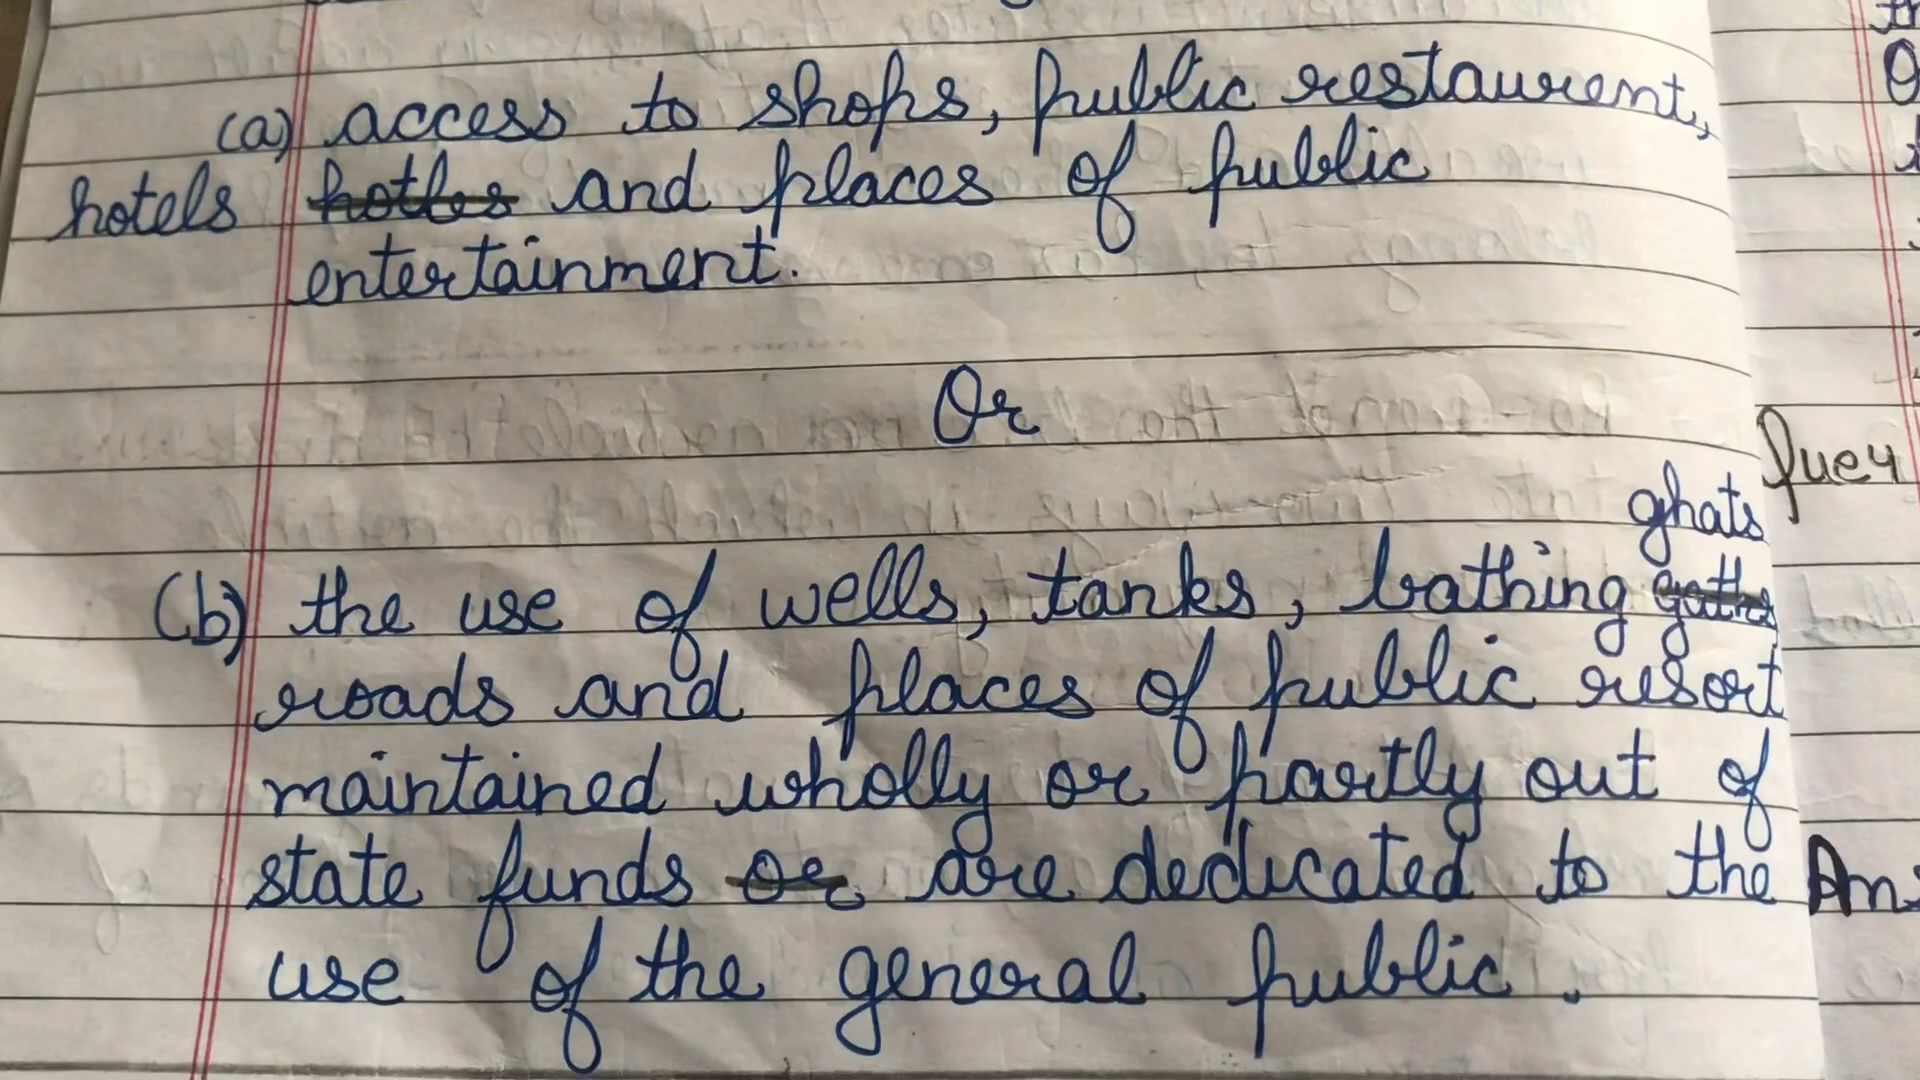 (a) access to shops, public restaurent,
hotels hotles and places of public
entertainment.
Or
ghats
(b) the use of wells, tanks, bathing gaths
roads and places of public resort
maintained wholly or partly out of
state funds or are dedicated to the
use of the general public.
Que4
Ans